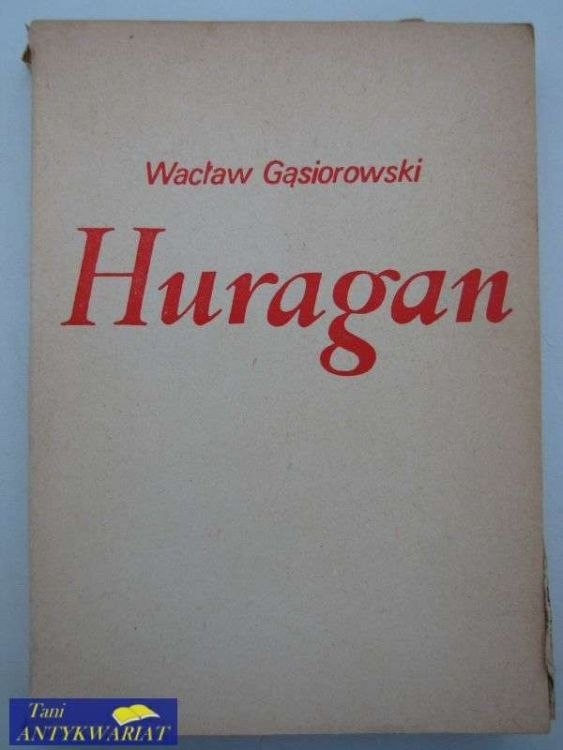 Wacław Gąsiorowski
Huragan
Tani
ANTYKWARIAT